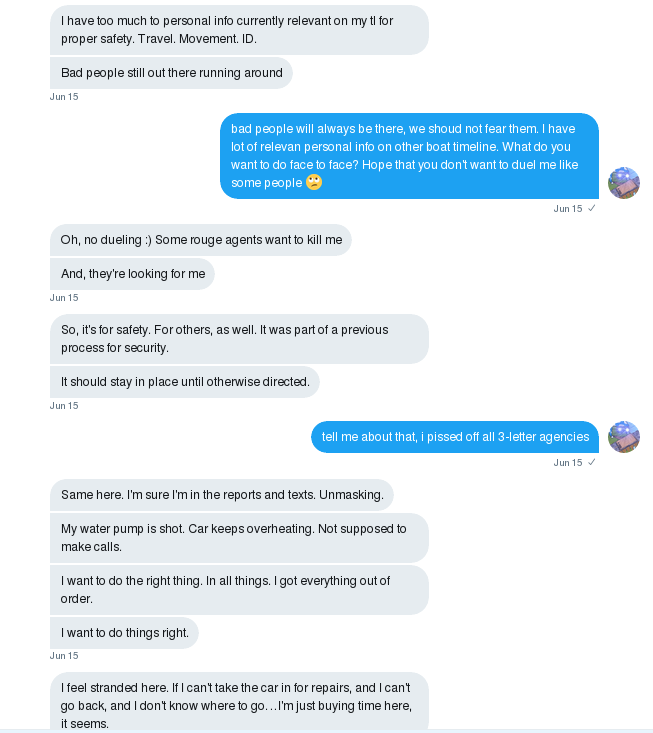 I have too much to personal info currently relevant on my tl for
proper safety. Travel. Movement. ID.
Bad people still out there running around
Jun 15
bad people will always be there, we shoud not fear them. I have
lot of relevan personal info on other boat timeline. What do you
want to do face to face? Hope that you don't want to duel me like
some people 🙄
Jun 15 ✓
Oh, no dueling :) Some rouge agents want to kill me
And, they're looking for me
Jun 15
So, it's for safety. For others, as well. It was part of a previous
process for security.
It should stay in place until otherwise directed.
Jun 15
tell me about that, i pissed off all 3-letter agencies
Jun 15 ✓
Same here. I'm sure I'm in the reports and texts. Unmasking.
My water pump is shot. Car keeps overheating. Not supposed to
make calls.
I want to do the right thing. In all things. I got everything out of
order.
I want to do things right.
Jun 15
I feel stranded here. If I can't take the car in for repairs, and I can't
go back, and I don't know where to go...I'm just buying time here,
it seems.